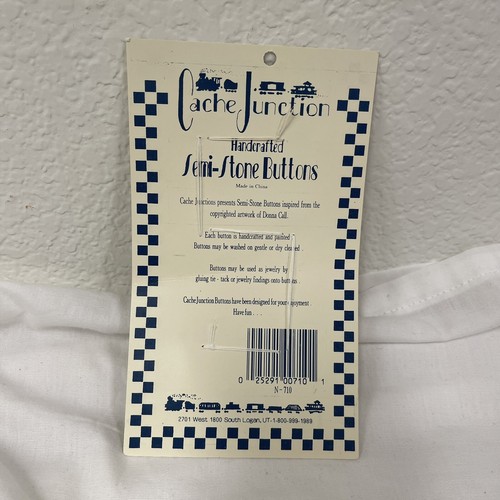 Cache Junction
Handcrafted
Semi-Stone Buttons
Made in China
Cache Junctions presents Semi-Stone Buttons inspired from the
copyrighted artwork of Donna Call.
Each button is handcrafted and painted.
Buttons may be washed on gentle or dry cleaned.
Buttons may be used as jewelry by
gluing tie - tack or jewelry findings onto buttons.
Cache Junction Buttons have been designed for your enjoyment.
Have fun . . .
0 25291 00710 1
N - 710
2701 West. 1800 South Logan, UT-1-800-999-1989